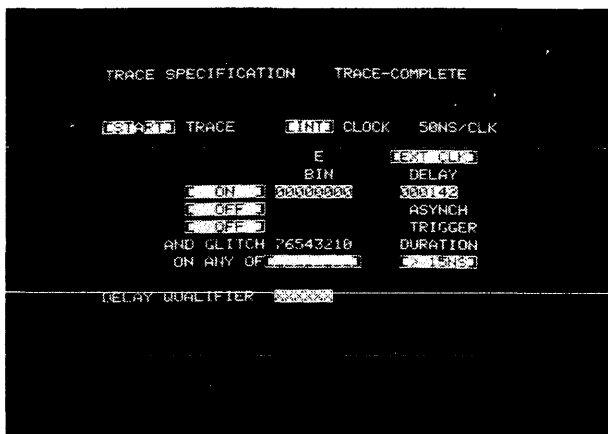 TRACE SPECIFICATION TRACE-COMPLETE
[START] TRACE [INT] CLOCK 50NS/CLK
E [EXT CLK]
BIN DELAY
[ ON ] 00000000 000142
[ OFF ] ASYNCH
[ OFF ] TRIGGER
AND GLITCH 76543210 DURATION
ON ANY OF [ ] [> 15NS]
DELAY QUALIFIER XXXXXX